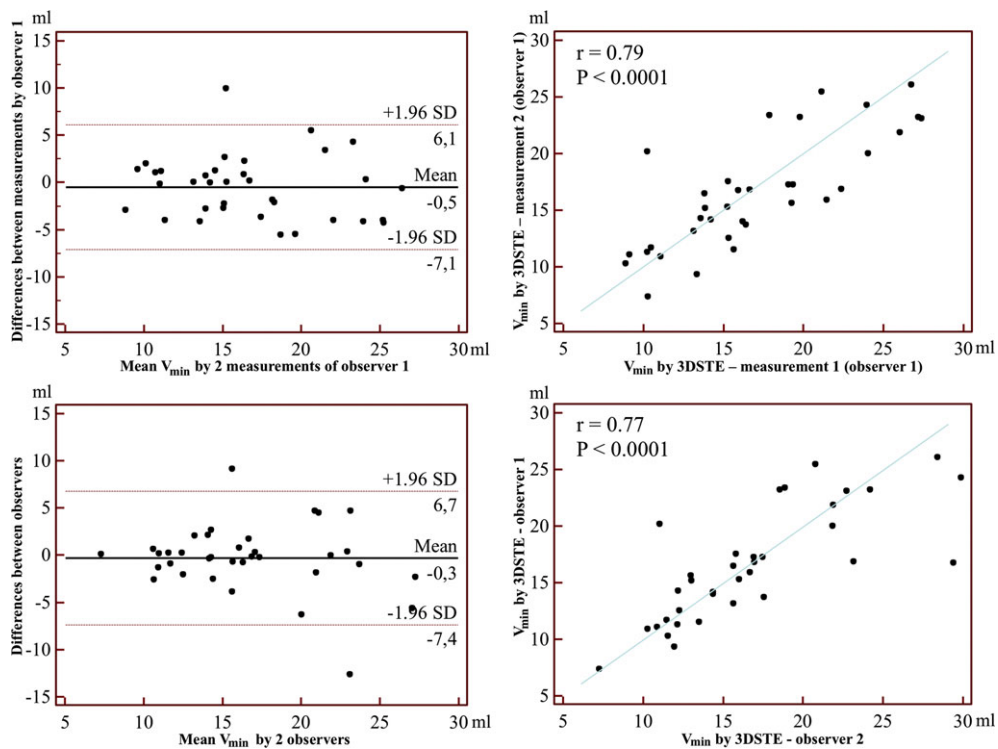 ml
Differences between measurements by observer 1
15
10
5
0
-5
-10
-15
+1.96 SD
6,1
Mean
-0,5
-1.96 SD
-7,1
5 10 15 20 25 30 ml
Mean Vmin by 2 measurements of observer 1
ml
Vmin by 3DSTE – measurement 2 (observer 1)
30
25
20
15
10
5
r = 0.79
P < 0.0001
5 10 15 20 25 30 ml
Vmin by 3DSTE – measurement 1 (observer 1)
ml
Differences between observers
15
10
5
0
-5
-10
-15
+1.96 SD
6,7
Mean
-0,3
-1.96 SD
-7,4
5 10 15 20 25 30 ml
Mean Vmin by 2 observers
ml
Vmin by 3DSTE - observer 1
30
25
20
15
10
5
r = 0.77
P < 0.0001
5 10 15 20 25 30 ml
Vmin by 3DSTE - observer 2